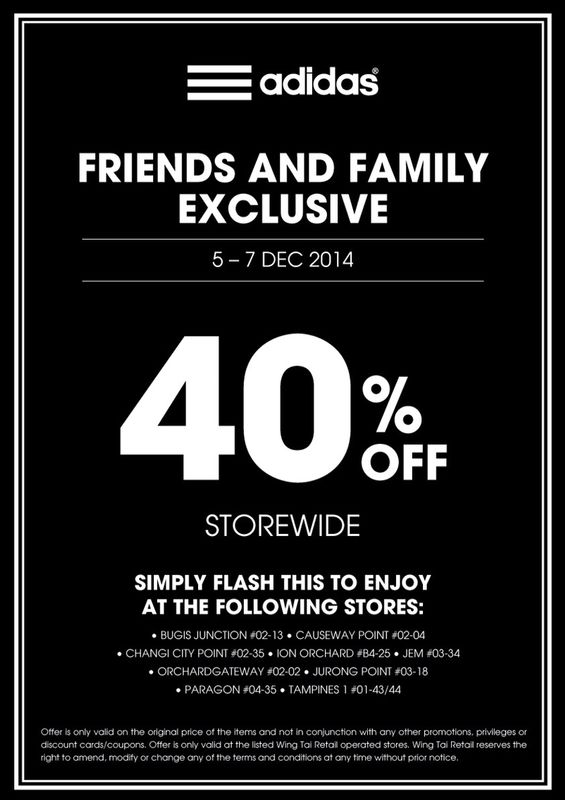 adidas®
FRIENDS AND FAMILY
EXCLUSIVE
5 – 7 DEC 2014
40% OFF
STOREWIDE
SIMPLY FLASH THIS TO ENJOY
AT THE FOLLOWING STORES:
• BUGIS JUNCTION #02-13 • CAUSEWAY POINT #02-04
• CHANGI CITY POINT #02-35 • ION ORCHARD #B4-25 • JEM #03-34
• ORCHARDGATEWAY #02-02 • JURONG POINT #03-18
• PARAGON #04-35 • TAMPINES 1 #01-43/44
Offer is only valid on the original price of the items and not in conjunction with any other promotions, privileges or
discount cards/coupons. Offer is only valid at the listed Wing Tai Retail operated stores. Wing Tai Retail reserves the
right to amend, modify or change any of the terms and conditions at any time without prior notice.